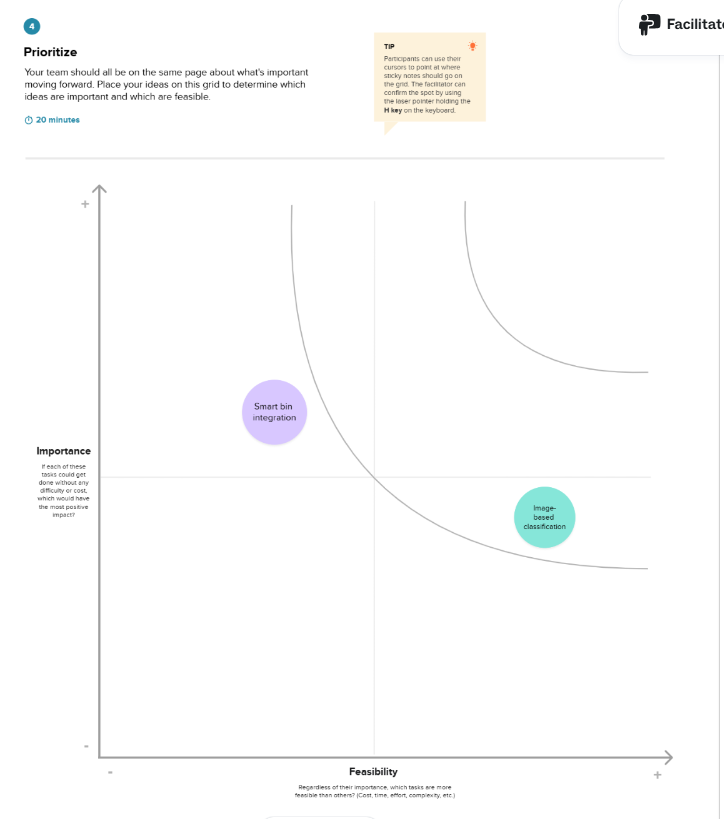 4
Facilitat
Prioritize
Your team should all be on the same page about what's important
moving forward. Place your ideas on this grid to determine which
ideas are important and which are feasible.
20 minutes
TIP
Participants can use their
cursors to point at where
sticky notes should go on
the grid. The facilitator can
confirm the spot by using
the laser pointer holding the
H key on the keyboard.
+
Smart bin
integration
Importance
If each of these
tasks could get
done without any
difficulty or cost,
which would have
the most positive
impact?
Image-
based
classification
-
-
Feasibility
+
Regardless of their importance, which tasks are more
feasible than others? (Cost, time, effort, complexity, etc.)